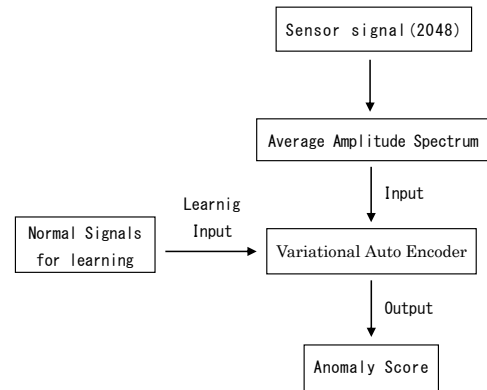 Sensor signal(2048)
Average Amplitude Spectrum
Input
Learnig
Input
Normal Signals
for learning
Variational Auto Encoder
Output
Anomaly Score